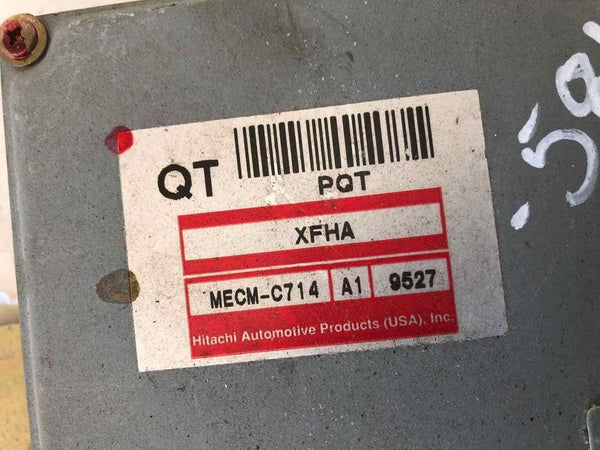 QT
PQT
XFHA
MECM-C714 A1 9527
Hitachi Automotive Products (USA), Inc.